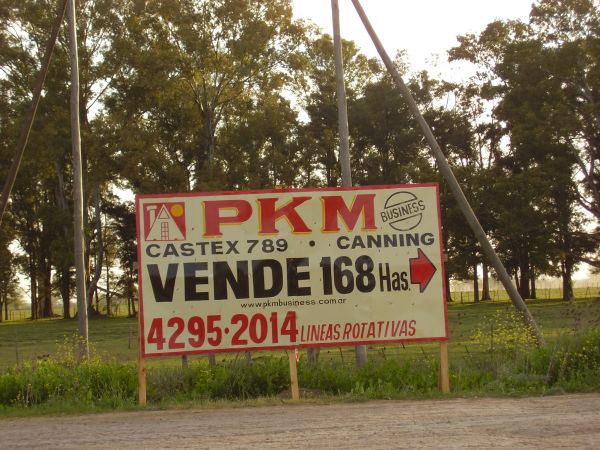 PKM
BUSINESS
CASTEX 789 • CANNING
VENDE 168 Has.
www.pkmbusiness.com.ar
4295•2014 LINEAS ROTATIVAS